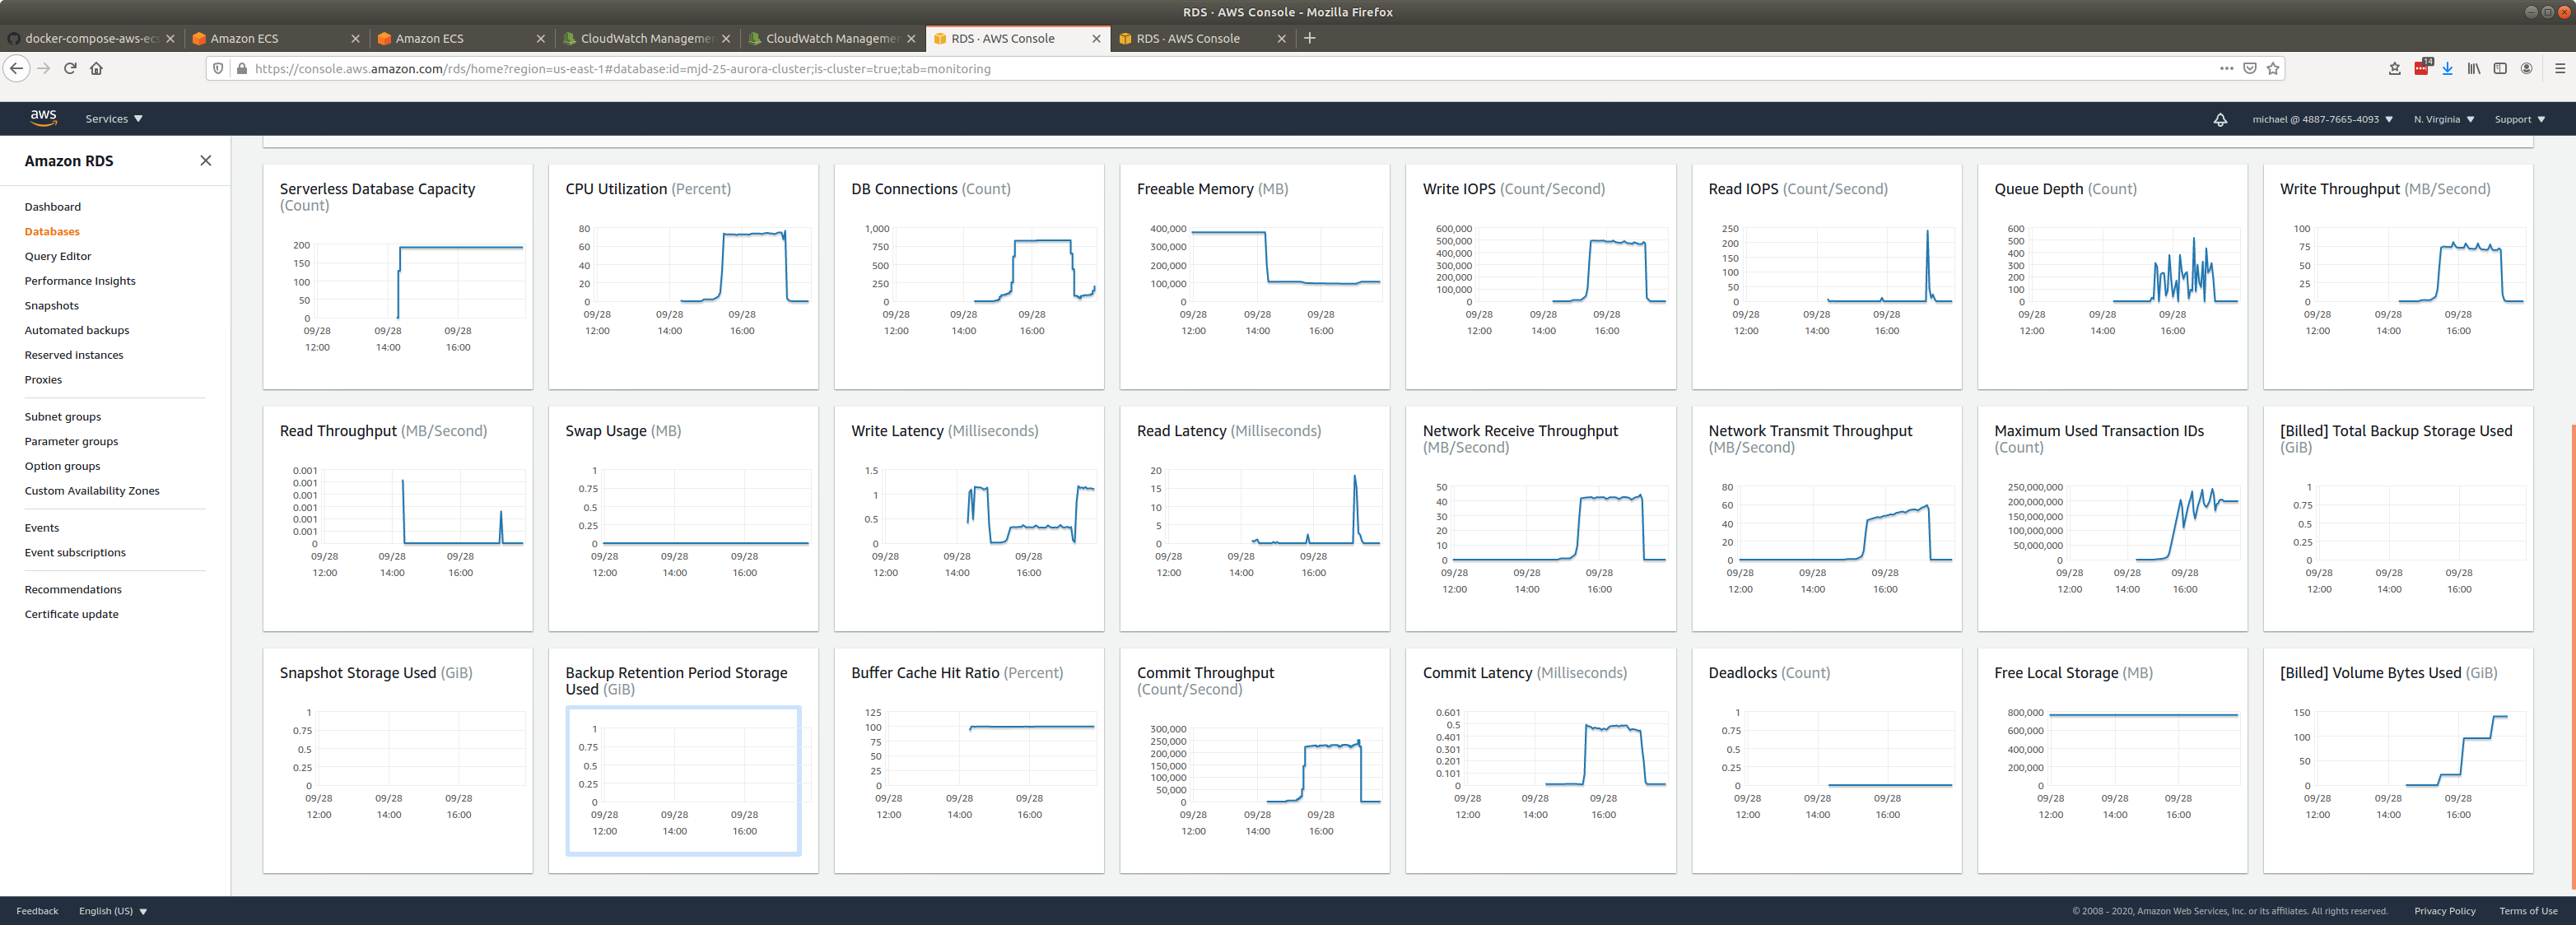 RDS · AWS Console - Mozilla Firefox
docker-compose-aws-ecs
Amazon ECS
Amazon ECS
CloudWatch Managemen
CloudWatch Managemen
RDS · AWS Console
RDS · AWS Console
https://console.aws.amazon.com/rds/home?region=us-east-1#database:id=mjd-25-aurora-cluster;is-cluster=true;tab=monitoring
14
aws
Services
michael @ 4887-7665-4093
N. Virginia
Support
Amazon RDS
Dashboard
Databases
Query Editor
Performance Insights
Snapshots
Automated backups
Reserved instances
Proxies
Subnet groups
Parameter groups
Option groups
Custom Availability Zones
Events
Event subscriptions
Recommendations
Certificate update
Serverless Database Capacity
(Count)
200
150
100
50
0
09/28 09/28 09/28
12:00 14:00 16:00
CPU Utilization (Percent)
80
60
40
20
0
09/28 09/28 09/28
12:00 14:00 16:00
DB Connections (Count)
1,000
750
500
250
0
09/28 09/28 09/28
12:00 14:00 16:00
Freeable Memory (MB)
400,000
300,000
200,000
100,000
0
09/28 09/28 09/28
12:00 14:00 16:00
Write IOPS (Count/Second)
600,000
500,000
400,000
300,000
200,000
100,000
0
09/28 09/28 09/28
12:00 14:00 16:00
Read IOPS (Count/Second)
250
200
150
100
50
0
09/28 09/28 09/28
12:00 14:00 16:00
Queue Depth (Count)
600
500
400
300
200
100
0
09/28 09/28 09/28
12:00 14:00 16:00
Write Throughput (MB/Second)
100
75
50
25
0
09/28 09/28 09/28
12:00 14:00 16:00
Read Throughput (MB/Second)
0.001
0.001
0.001
0.001
0.001
0.001
0
09/28 09/28 09/28
12:00 14:00 16:00
Swap Usage (MB)
1
0.75
0.5
0.25
0
09/28 09/28 09/28
12:00 14:00 16:00
Write Latency (Milliseconds)
1.5
1
0.5
0
09/28 09/28 09/28
12:00 14:00 16:00
Read Latency (Milliseconds)
20
15
10
5
0
09/28 09/28 09/28
12:00 14:00 16:00
Network Receive Throughput
(MB/Second)
50
40
30
20
10
0
09/28 09/28 09/28
12:00 14:00 16:00
Network Transmit Throughput
(MB/Second)
80
60
40
20
0
09/28 09/28 09/28
12:00 14:00 16:00
Maximum Used Transaction IDs
(Count)
250,000,000
200,000,000
150,000,000
100,000,000
50,000,000
0
09/28 09/28 09/28
12:00 14:00 16:00
[Billed] Total Backup Storage Used
(GiB)
1
0.75
0.5
0.25
0
09/28 09/28 09/28
12:00 14:00 16:00
Snapshot Storage Used (GiB)
1
0.75
0.5
0.25
0
09/28 09/28 09/28
12:00 14:00 16:00
Backup Retention Period Storage
Used (GiB)
1
0.75
0.5
0.25
0
09/28 09/28 09/28
12:00 14:00 16:00
Buffer Cache Hit Ratio (Percent)
125
100
75
50
25
0
09/28 09/28 09/28
12:00 14:00 16:00
Commit Throughput
(Count/Second)
300,000
250,000
200,000
150,000
100,000
50,000
0
09/28 09/28 09/28
12:00 14:00 16:00
Commit Latency (Milliseconds)
0.601
0.5
0.401
0.301
0.201
0.101
0
09/28 09/28 09/28
12:00 14:00 16:00
Deadlocks (Count)
1
0.75
0.5
0.25
0
09/28 09/28 09/28
12:00 14:00 16:00
Free Local Storage (MB)
800,000
600,000
400,000
200,000
0
09/28 09/28 09/28
12:00 14:00 16:00
[Billed] Volume Bytes Used (GiB)
150
100
50
0
09/28 09/28 09/28
12:00 14:00 16:00
Feedback
English (US)
© 2008 - 2020, Amazon Web Services, Inc. or its affiliates. All rights reserved.
Privacy Policy
Terms of Use